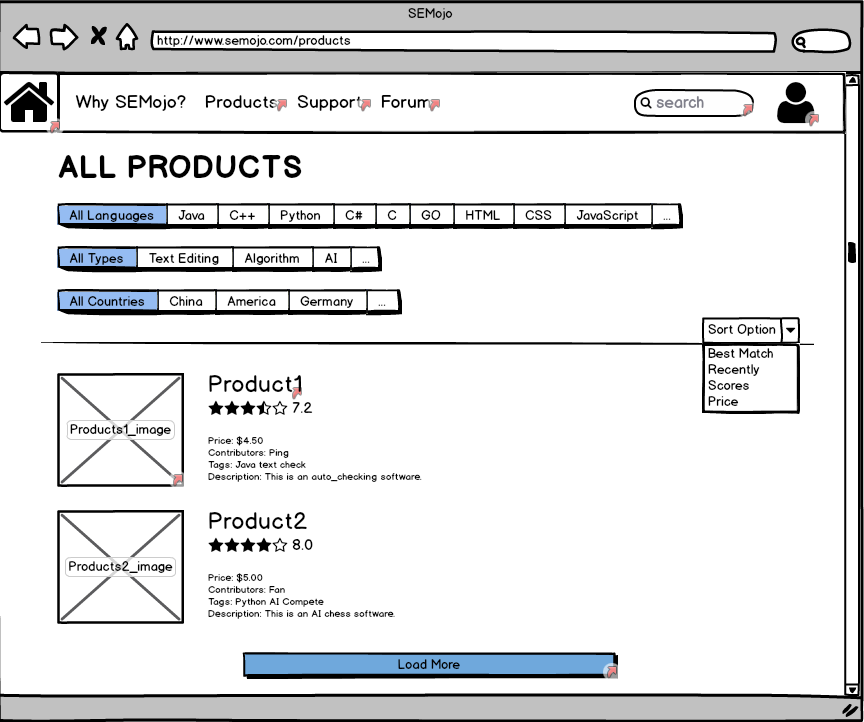 SEMojo
http://www.semojo.com/products
Why SEMojo? Products Support Forum search
ALL PRODUCTS
All Languages Java C++ Python C# C GO HTML CSS JavaScript ...
All Types Text Editing Algorithm AI ...
All Countries China America Germany ...
Sort Option
Best Match
Recently
Scores
Price
Products1_image
Product1
7.2
Price: $4.50
Contributors: Ping
Tags: Java text check
Description: This is an auto_checking software.
Products2_image
Product2
8.0
Price: $5.00
Contributors: Fan
Tags: Python AI Compete
Description: This is an AI chess software.
Load More